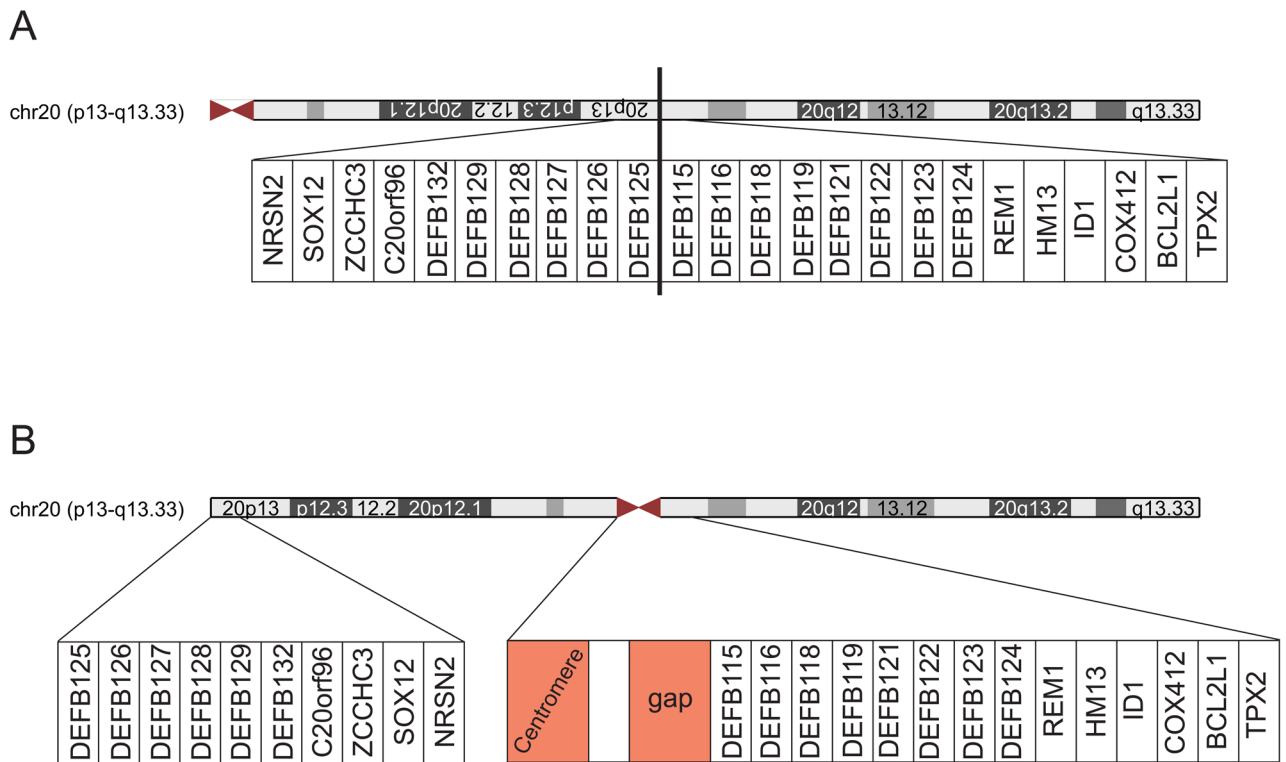 A
chr20 (p13-q13.33)
20p12.1
12.2
p12.3
20p13
20q12
13.12
20q13.2
q13.33
NRSN2
SOX12
ZCCHC3
C20orf96
DEFB132
DEFB129
DEFB128
DEFB127
DEFB126
DEFB125
DEFB115
DEFB116
DEFB118
DEFB119
DEFB121
DEFB122
DEFB123
DEFB124
REM1
HM13
ID1
COX412
BCL2L1
TPX2
B
chr20 (p13-q13.33)
20p13
p12.3
12.2
20p12.1
20q12
13.12
20q13.2
q13.33
DEFB125
DEFB126
DEFB127
DEFB128
DEFB129
DEFB132
C20orf96
ZCCHC3
SOX12
NRSN2
Centromere
gap
DEFB115
DEFB116
DEFB118
DEFB119
DEFB121
DEFB122
DEFB123
DEFB124
REM1
HM13
ID1
COX412
BCL2L1
TPX2